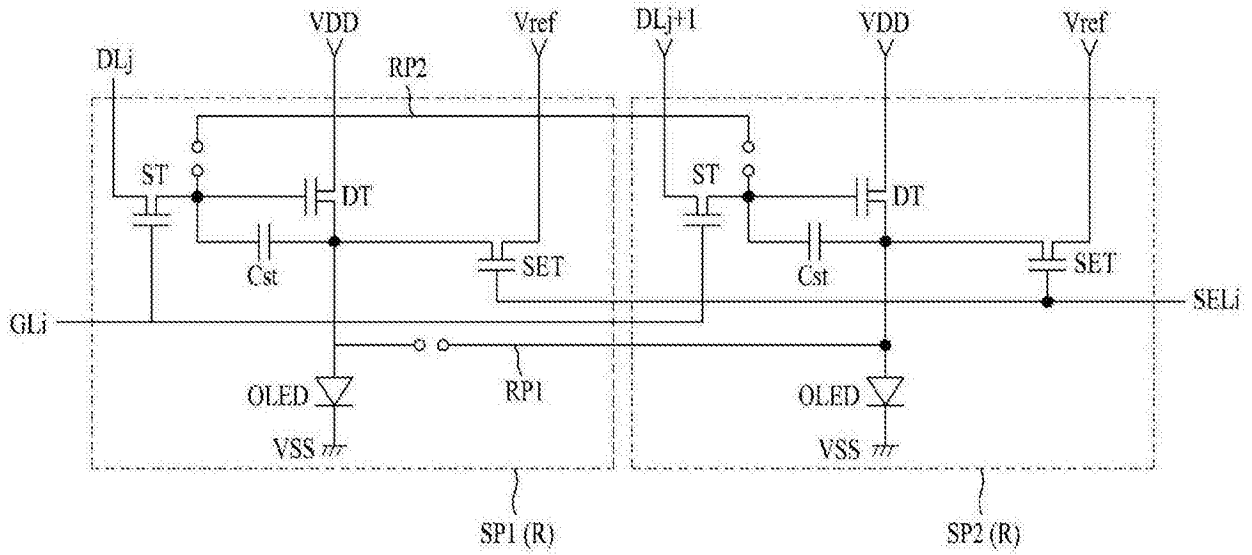 VDD
Vref
DLj+1
VDD
Vref
DLj
RP2
ST
DT
ST
DT
Cst
SET
Cst
SET
GLi
SELi
OLED
RP1
OLED
VSS
VSS
SP1 (R)
SP2 (R)